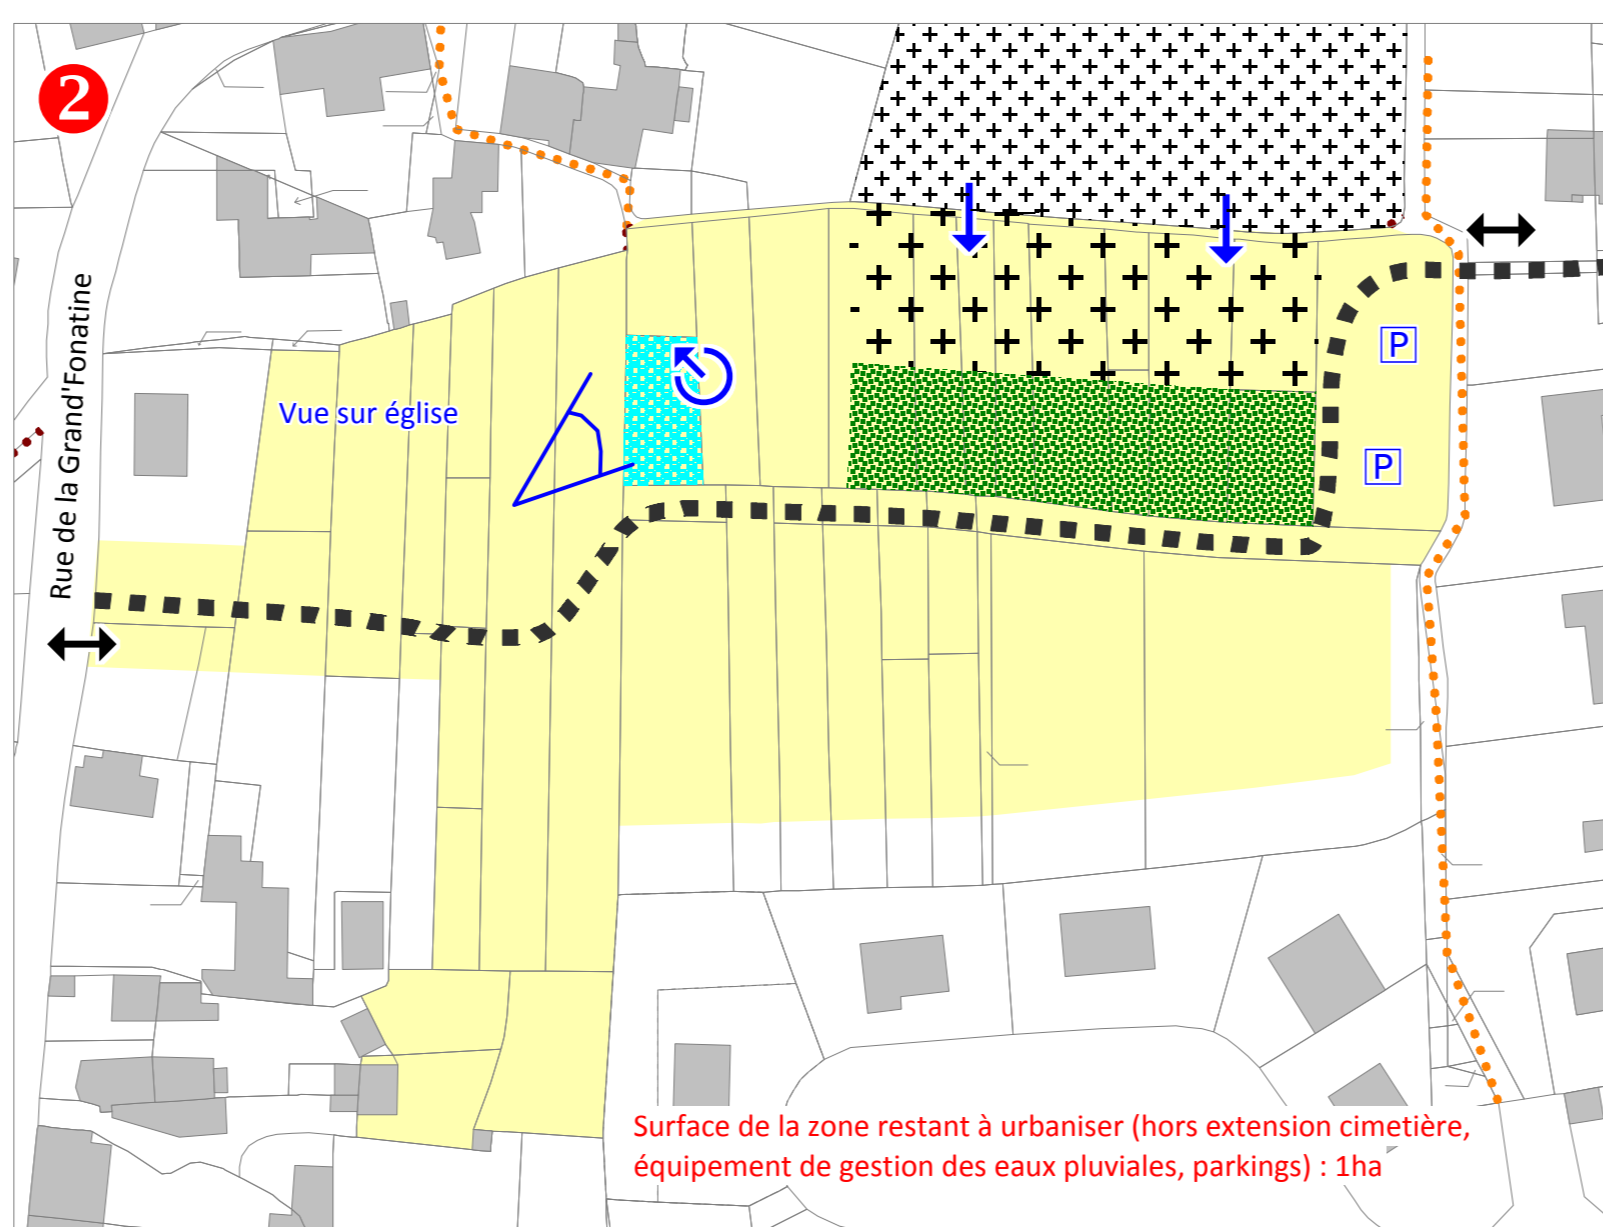 2
Rue de la Grand'Fonatine
Vue sur église
P
P
Surface de la zone restant à urbaniser (hors extension cimetière,
équipement de gestion des eaux pluviales, parkings) : 1ha